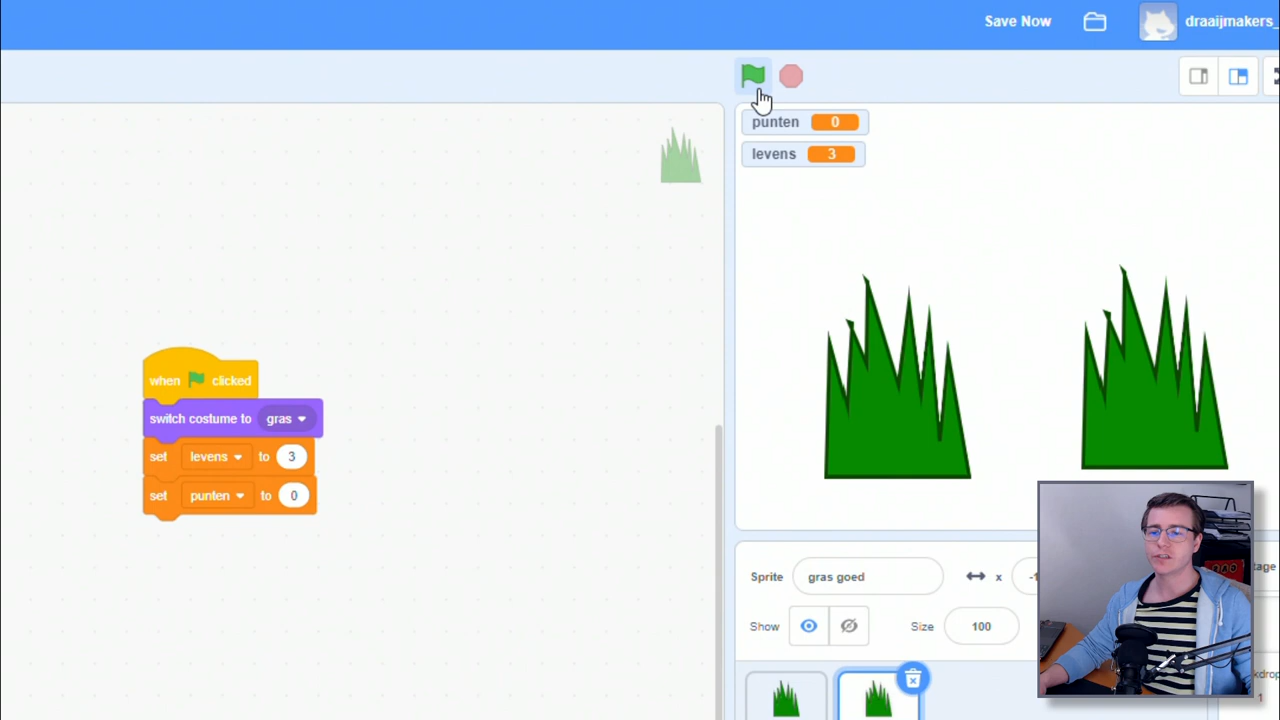 Save Now
draaijmakers_
punten 0
levens 3
when clicked
switch costume to gras
set levens to 3
set punten to 0
Sprite gras goed x
Show Size 100
1